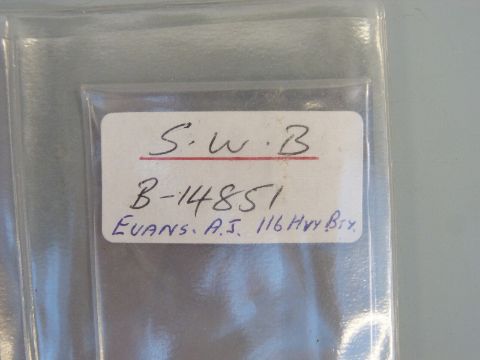 S.W.B
B-14851
EVANS. A.J. 116 HVY BTY.